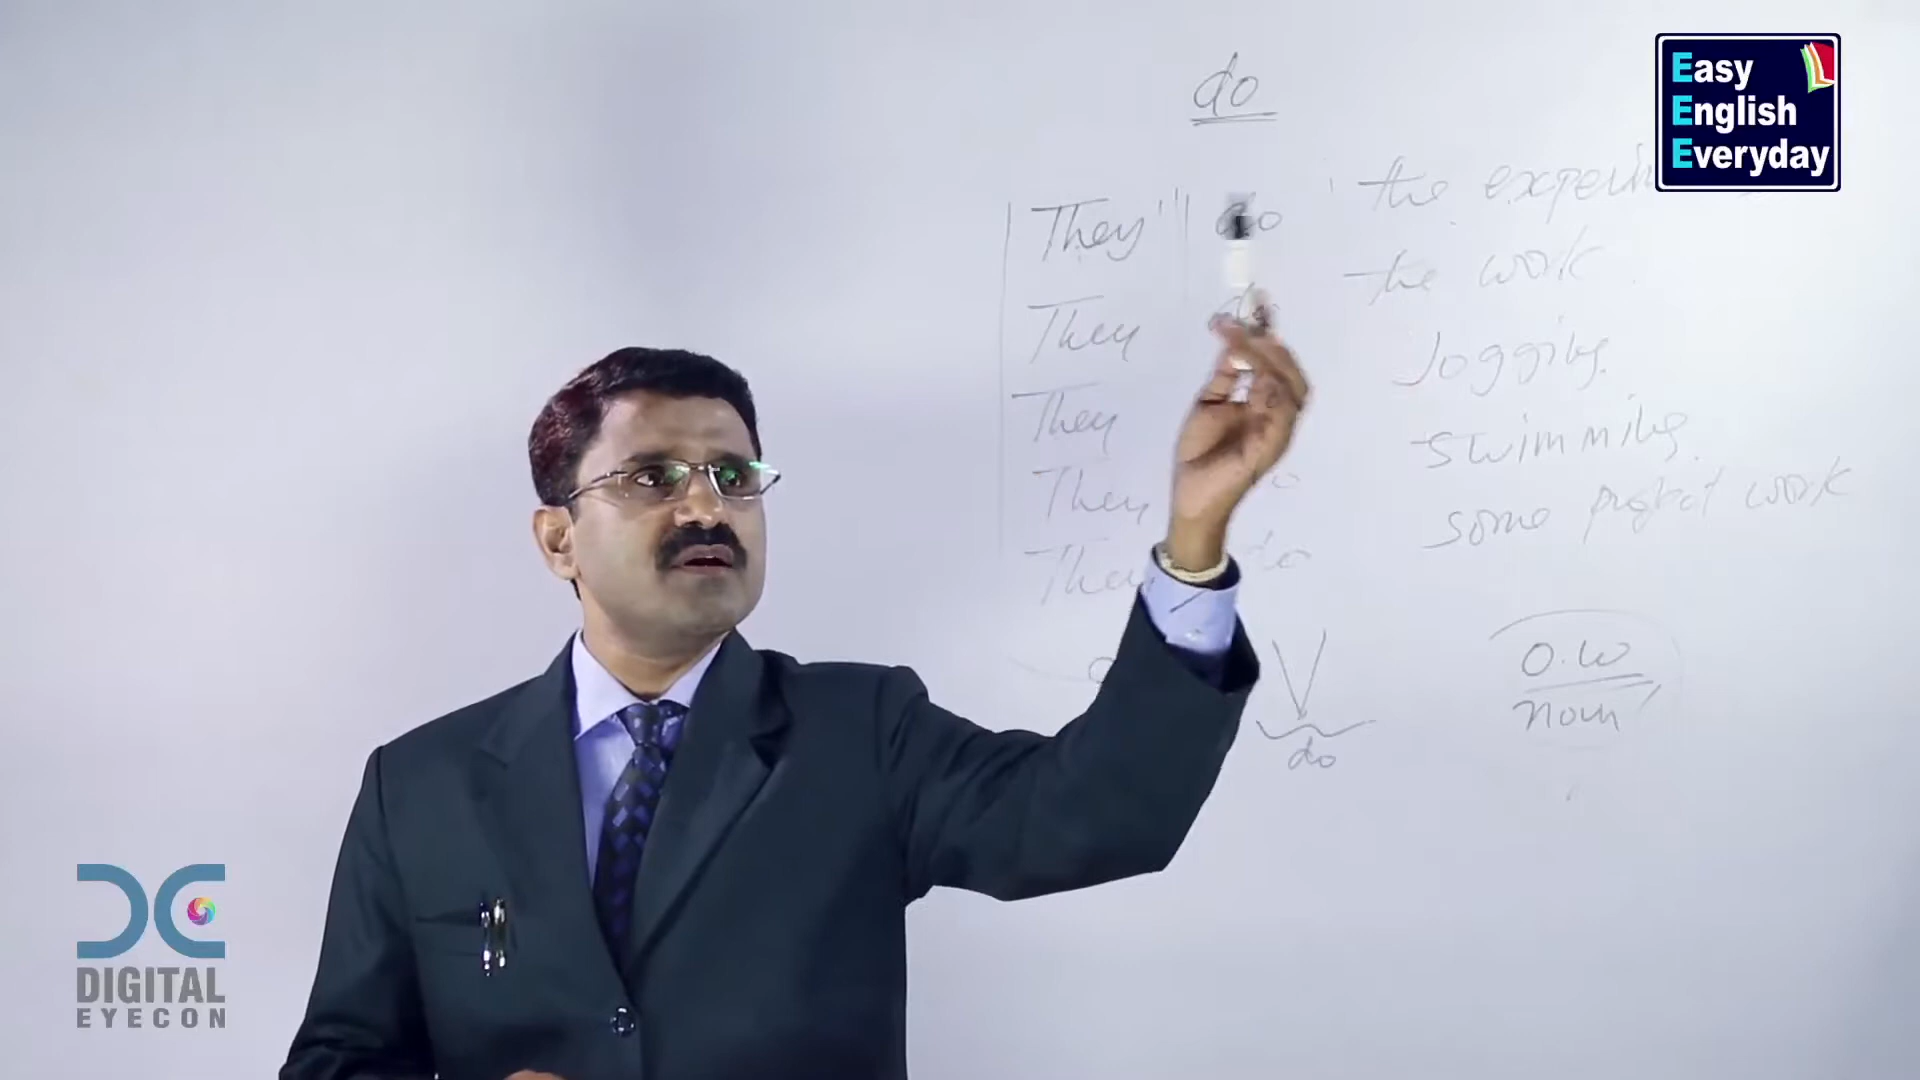 do
Easy
English
Everyday
They do the
They do the work
They Jogging
They swimming
They do some project work
V
do
O.W
noun
DIGITAL
EYECON